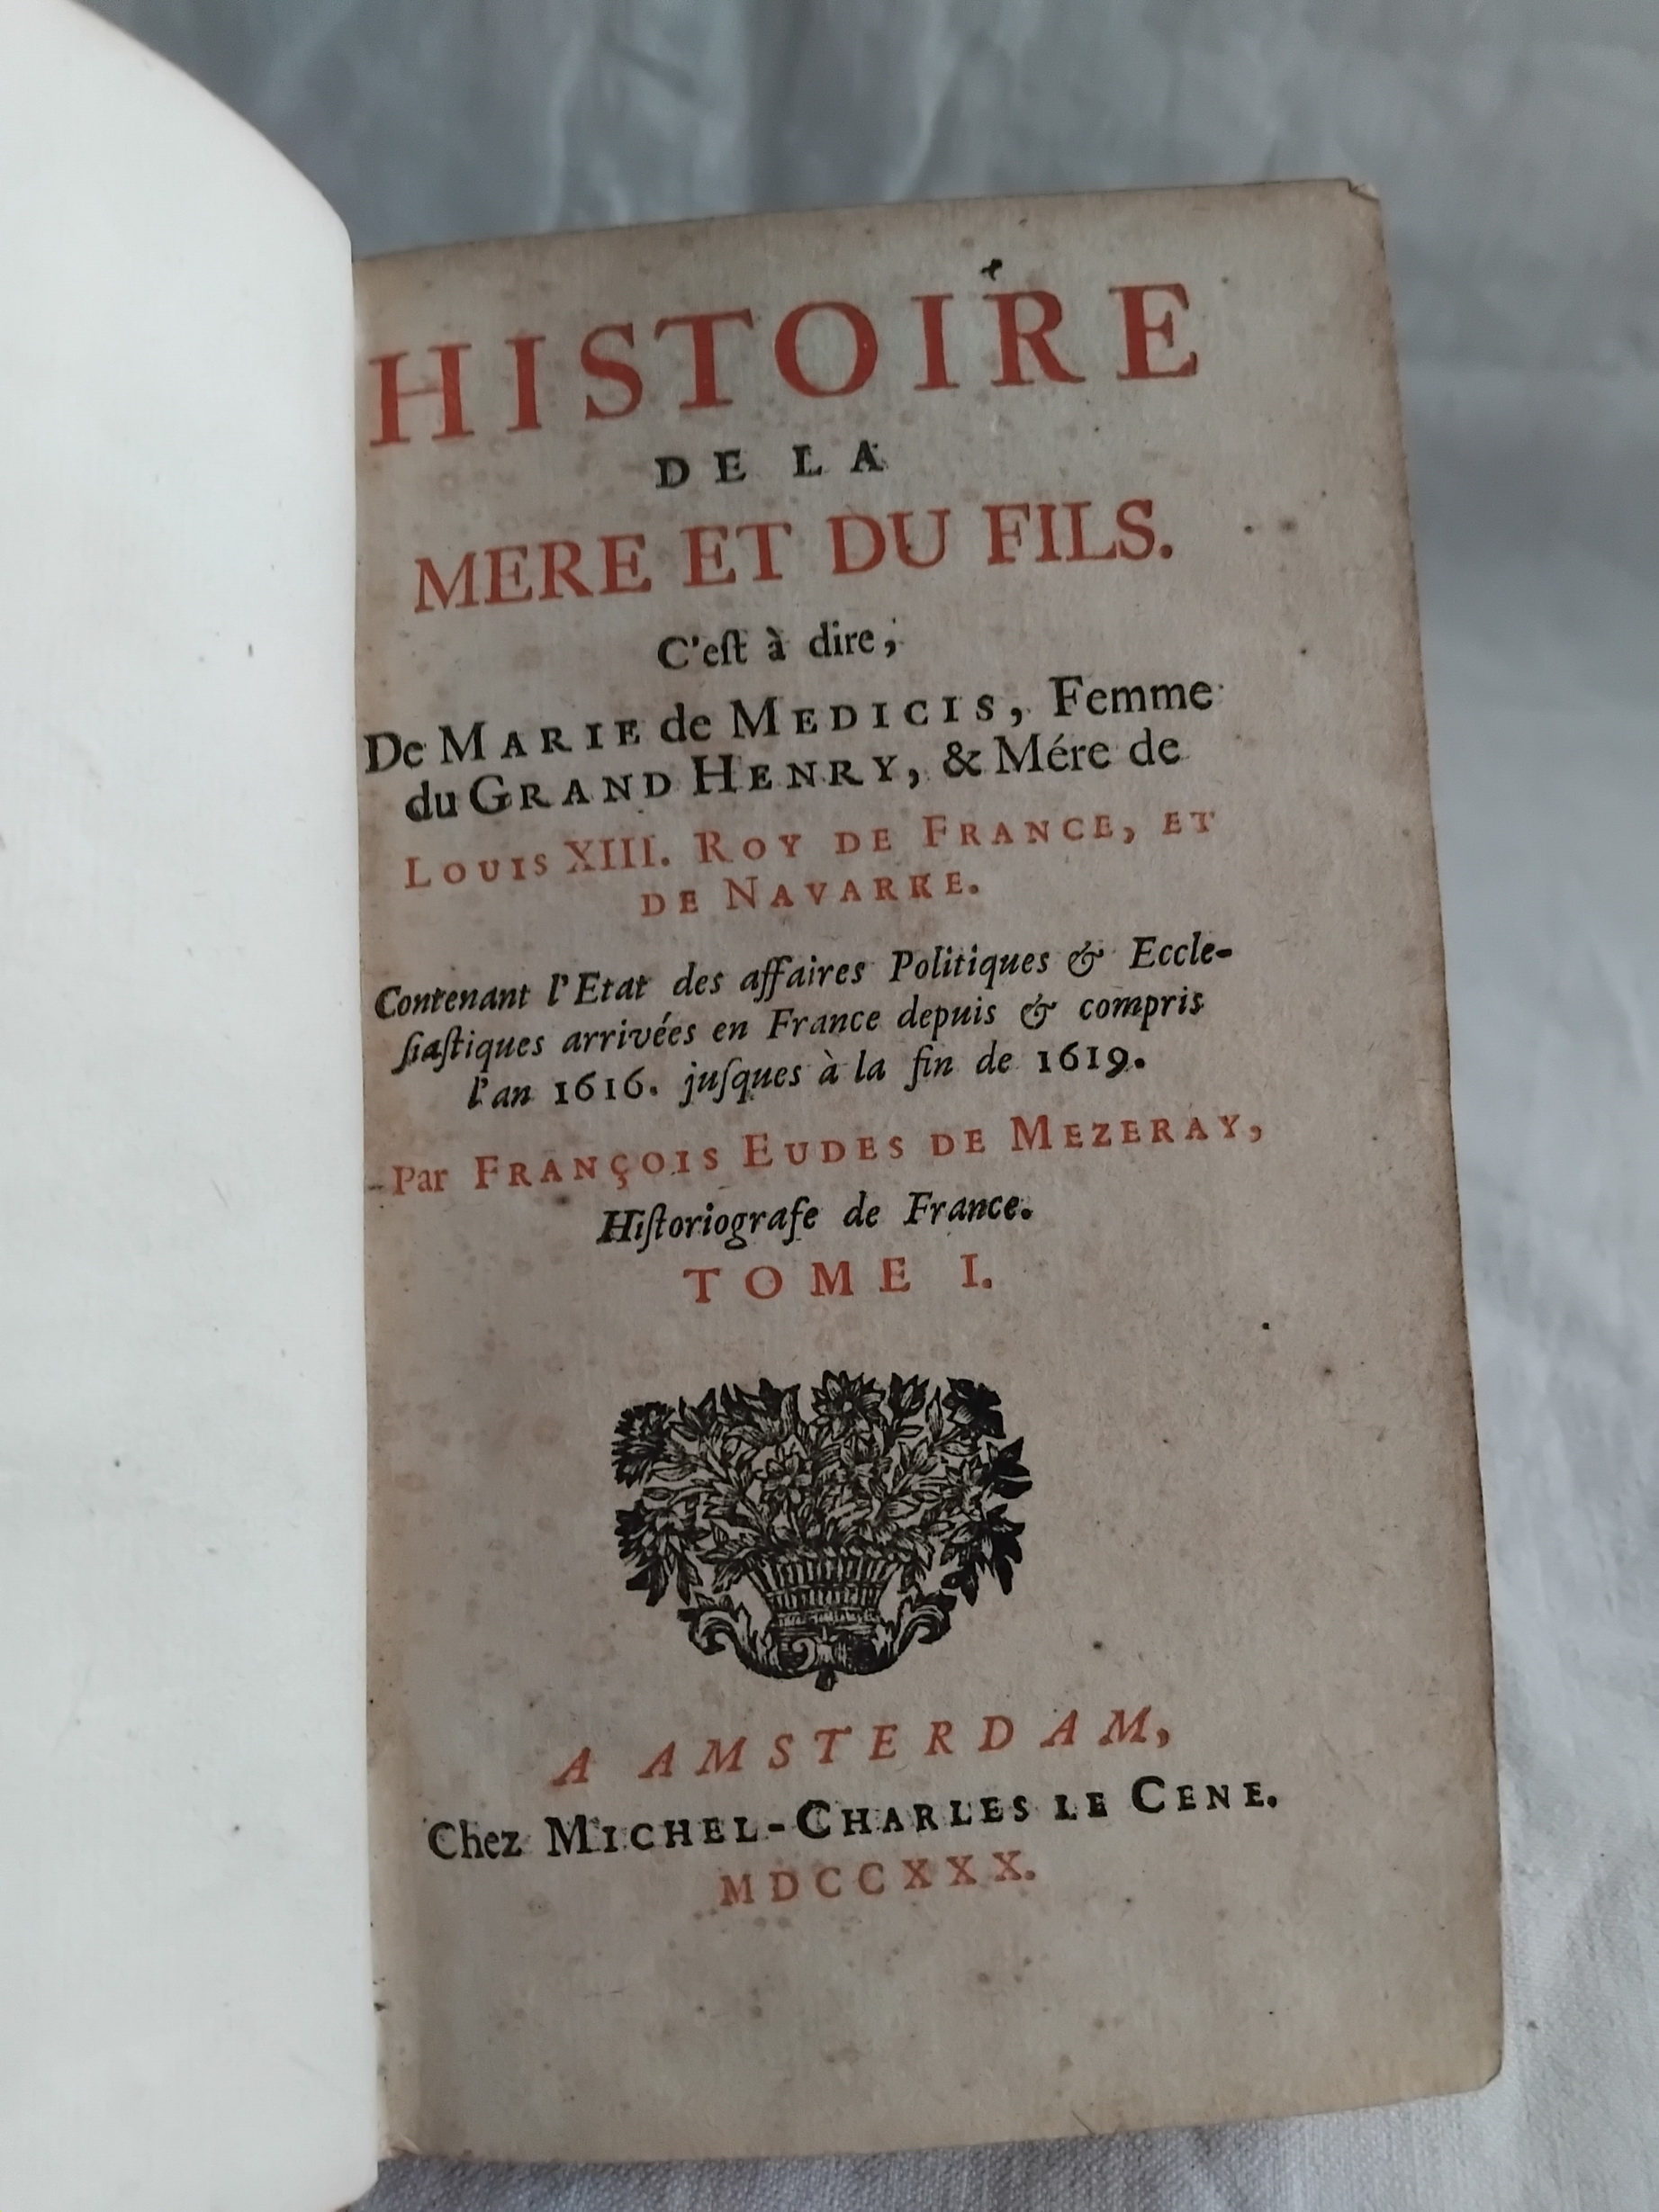 HISTOIRE
DE LA
MERE ET DU FILS.
C'eſt à dire,
De MARIE de MEDICIS, Femme
du GRAND HENRY, & Mére de
LOUIS XIII. ROY DE FRANCE, ET
DE NAVARRE.
Contenant l'Etat des affaires Politiques & Eccle-
ſiaſtiques arrivées en France depuis & compris
l'an 1616. juſques à la fin de 1619.
Par FRANÇOIS EUDES DE MEZERAY,
Hiſtoriografe de France.
TOME I.
A AMSTERDAM,
Chez MICHEL-CHARLES LE CENE.
MDCCXXX.